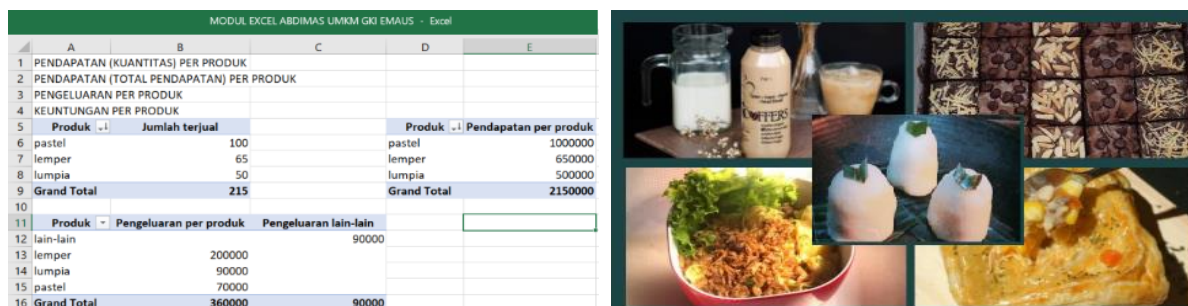 MODUL EXCEL ABDIMAS UMKM GKI EMAUS - Excel
A B C D E
1 PENDAPATAN (KUANTITAS) PER PRODUK
2 PENDAPATAN (TOTAL PENDAPATAN) PER PRODUK
3 PENGELUARAN PER PRODUK
4 KEUNTUNGAN PER PRODUK
5 Produk Jumlah terjual Produk Pendapatan per produk
6 pastel 100 pastel 1000000
7 lemper 65 lemper 650000
8 lumpia 50 lumpia 500000
9 Grand Total 215 Grand Total 2150000
10
11 Produk Pengeluaran per produk Pengeluaran lain-lain
12 lain-lain 90000
13 lemper 200000
14 lumpia 90000
15 pastel 70000
16 Grand Total 360000 90000